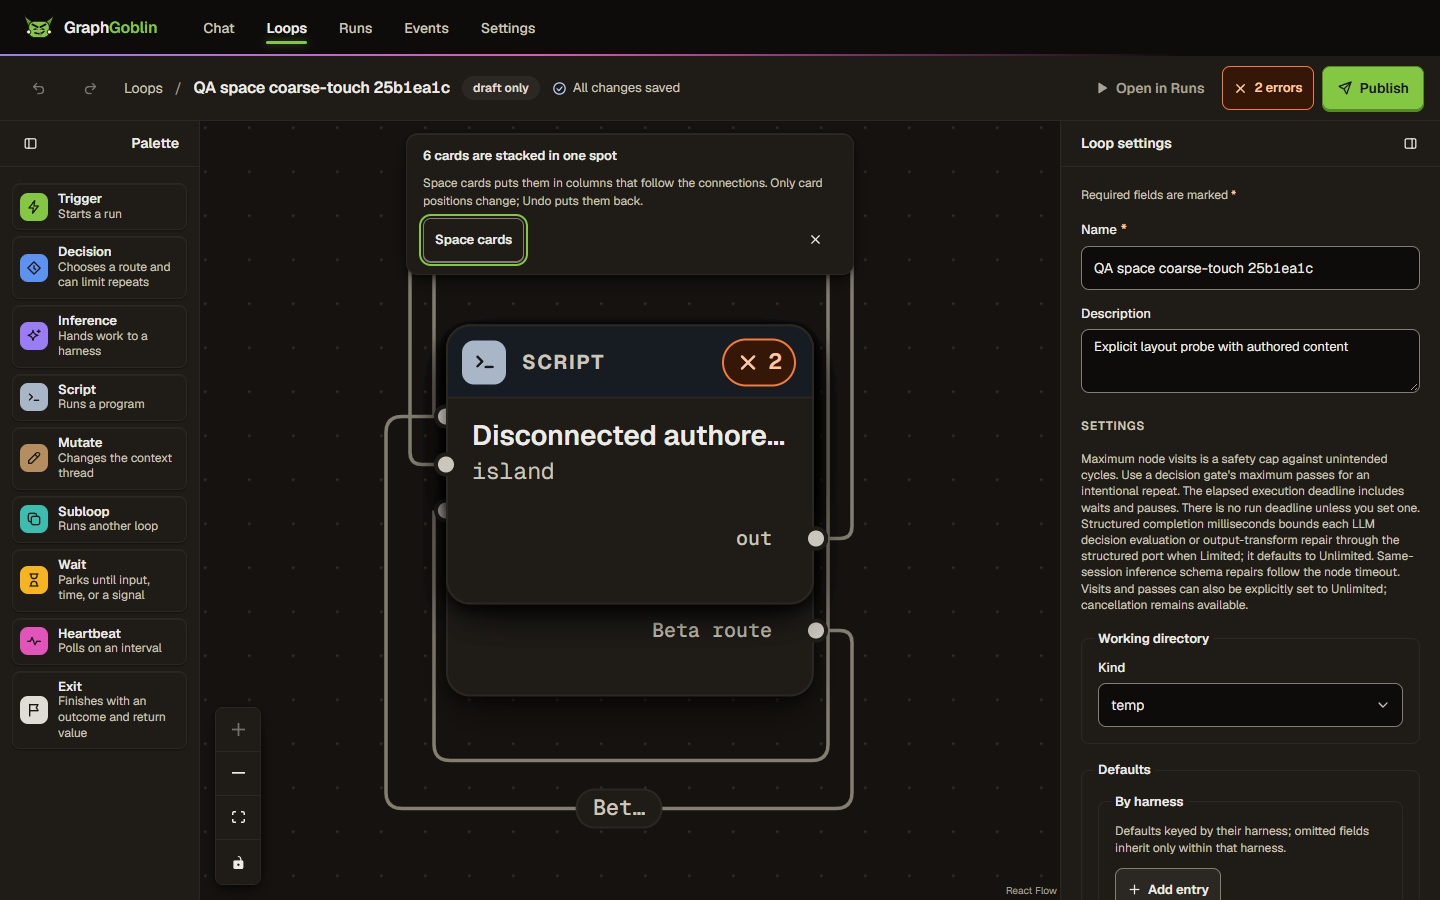 GraphGoblin
Chat
Loops
Runs
Events
Settings
Loops / QA space coarse-touch 25b1ea1c
draft only
All changes saved
Open in Runs
2 errors
Publish
Palette
Trigger
Starts a run
Decision
Chooses a route and
can limit repeats
Inference
Hands work to a
harness
Script
Runs a program
Mutate
Changes the context
thread
Subloop
Runs another loop
Wait
Parks until input,
time, or a signal
Heartbeat
Polls on an interval
Exit
Finishes with an
outcome and return
value
6 cards are stacked in one spot
Space cards puts them in columns that follow the connections. Only card
positions change; Undo puts them back.
Space cards
SCRIPT
2
Disconnected authore...
island
out
Beta route
Bet...
React Flow
Loop settings
Required fields are marked *
Name *
QA space coarse-touch 25b1ea1c
Description
Explicit layout probe with authored content
SETTINGS
Maximum node visits is a safety cap against unintended
cycles. Use a decision gate's maximum passes for an
intentional repeat. The elapsed execution deadline includes
waits and pauses. There is no run deadline unless you set one.
Structured completion milliseconds bounds each LLM
decision evaluation or output-transform repair through the
structured port when Limited; it defaults to Unlimited. Same-
session inference schema repairs follow the node timeout.
Visits and passes can also be explicitly set to Unlimited;
cancellation remains available.
Working directory
Kind
temp
Defaults
By harness
Defaults keyed by their harness; omitted fields
inherit only within that harness.
Add entry